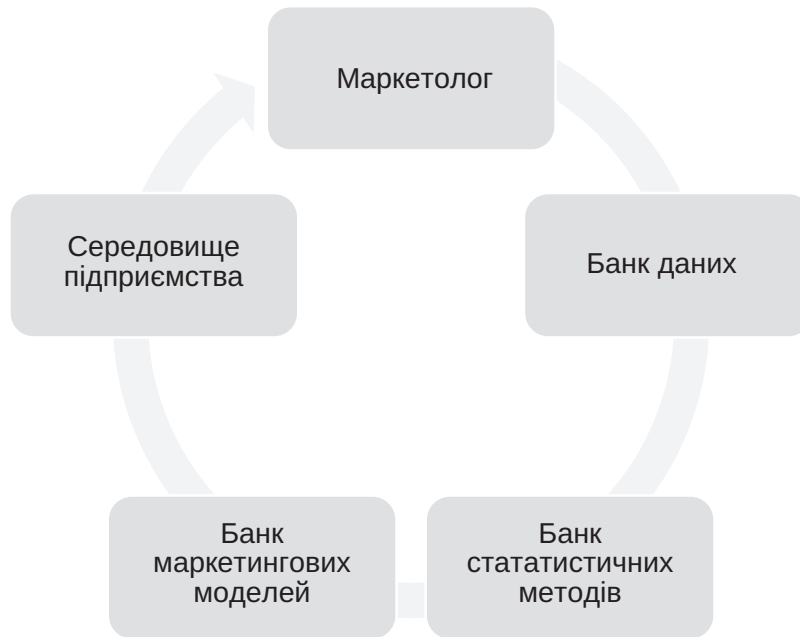 Маркетолог
Банк даних
Банк
стататистичних
методів
Банк
маркетингових
моделей
Середовище
підприємства